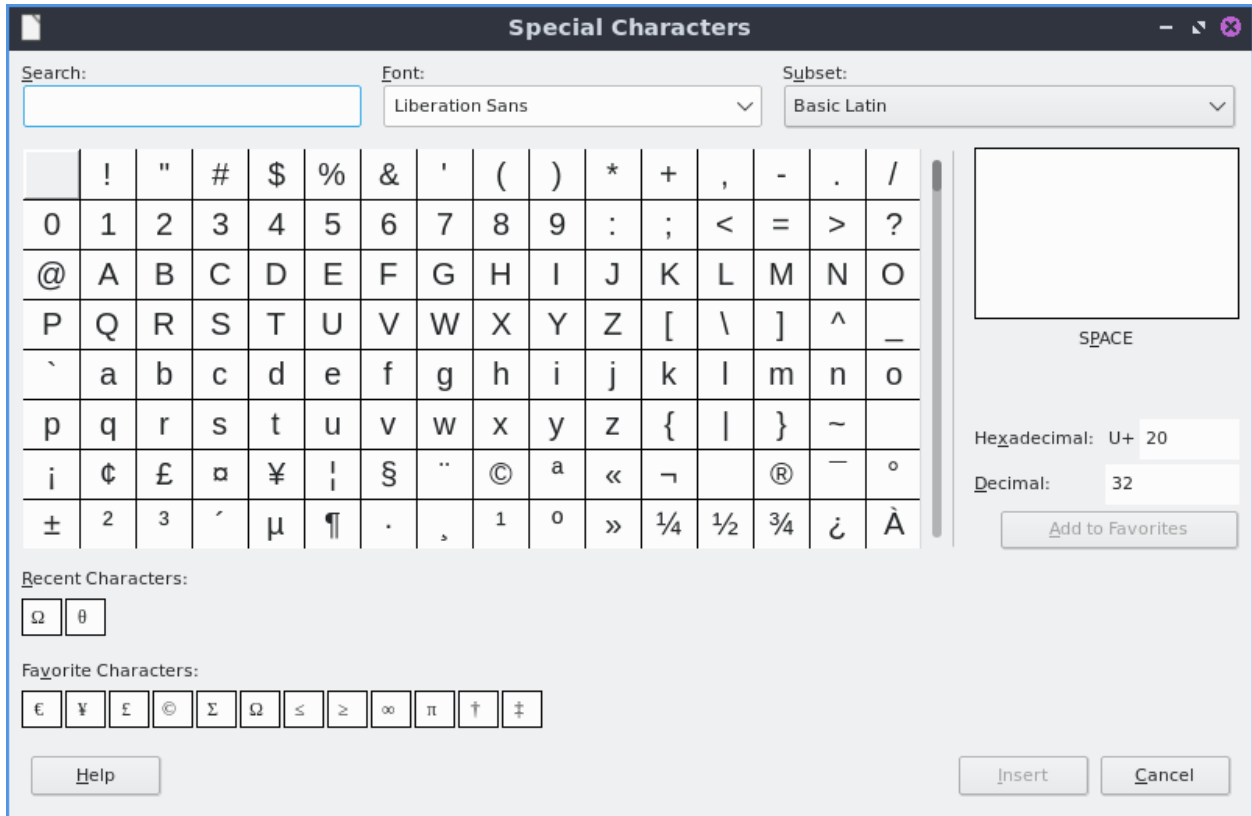 Special Characters
Search: Font: Subset:
Liberation Sans Basic Latin
! " # $ % & ' ( ) * + , - . /
0 1 2 3 4 5 6 7 8 9 : ; < = > ?
@ A B C D E F G H I J K L M N O
P Q R S T U V W X Y Z [ \ ] ^ _
` a b c d e f g h i j k l m n o
p q r s t u v w x y z { | } ~
¡ ¢ £ ¤ ¥ ¦ § ¨ © ª « ¬ ® ¯ °
± ² ³ ´ µ ¶ · ¸ ¹ º » ¼ ½ ¾ ¿ À
SPACE
Hexadecimal: U+ 20
Decimal: 32
Add to Favorites
Recent Characters:
Ω θ
Favorite Characters:
€ ¥ £ © Σ Ω ≤ ≥ ∞ π † ‡
Help Insert Cancel